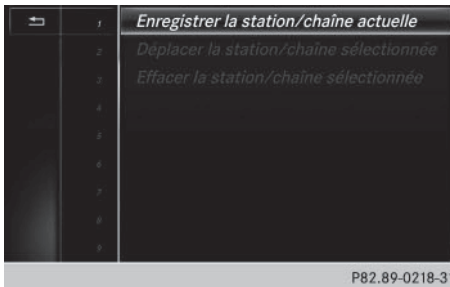 1 Enregistrer la station/chaîne actuelle
2 Déplacer la station/chaîne sélectionnée
3 Effacer la station/chaîne sélectionnée
4
5
6
7
8
9
P82.89-0218-31